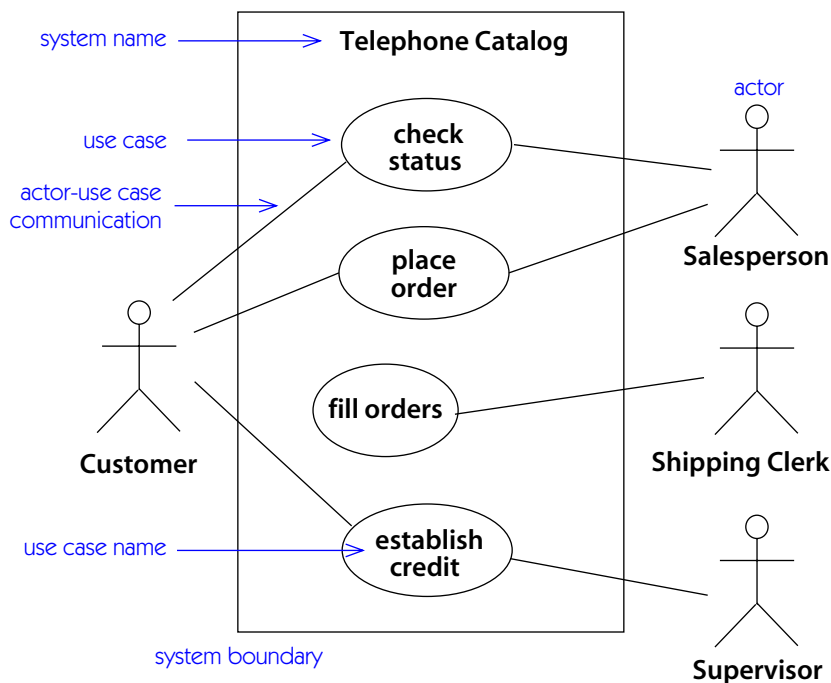 system name
Telephone Catalog
actor
use case
check
status
actor-use case
communication
place
order
Salesperson
fill orders
Customer
Shipping Clerk
use case name
establish
credit
system boundary
Supervisor